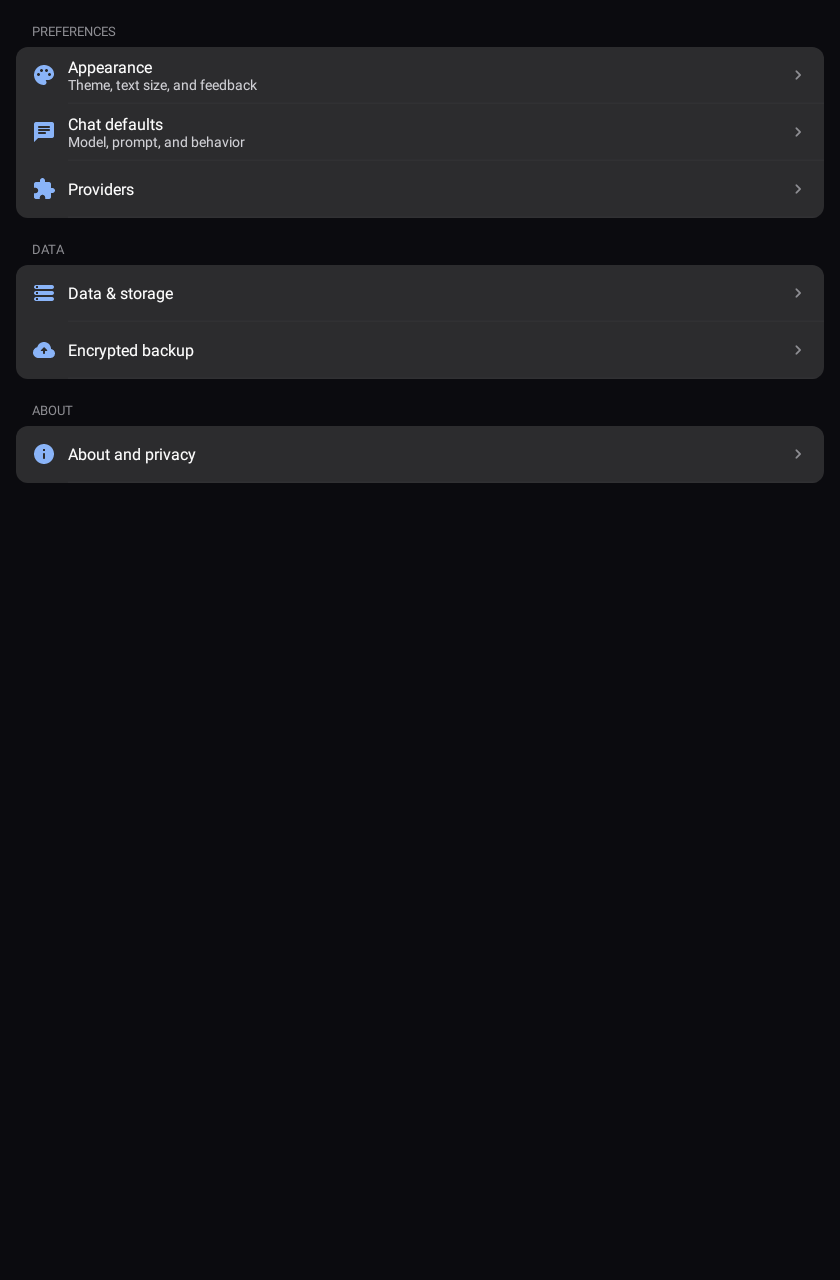 PREFERENCES
Appearance
Theme, text size, and feedback
Chat defaults
Model, prompt, and behavior
Providers
DATA
Data & storage
Encrypted backup
ABOUT
About and privacy